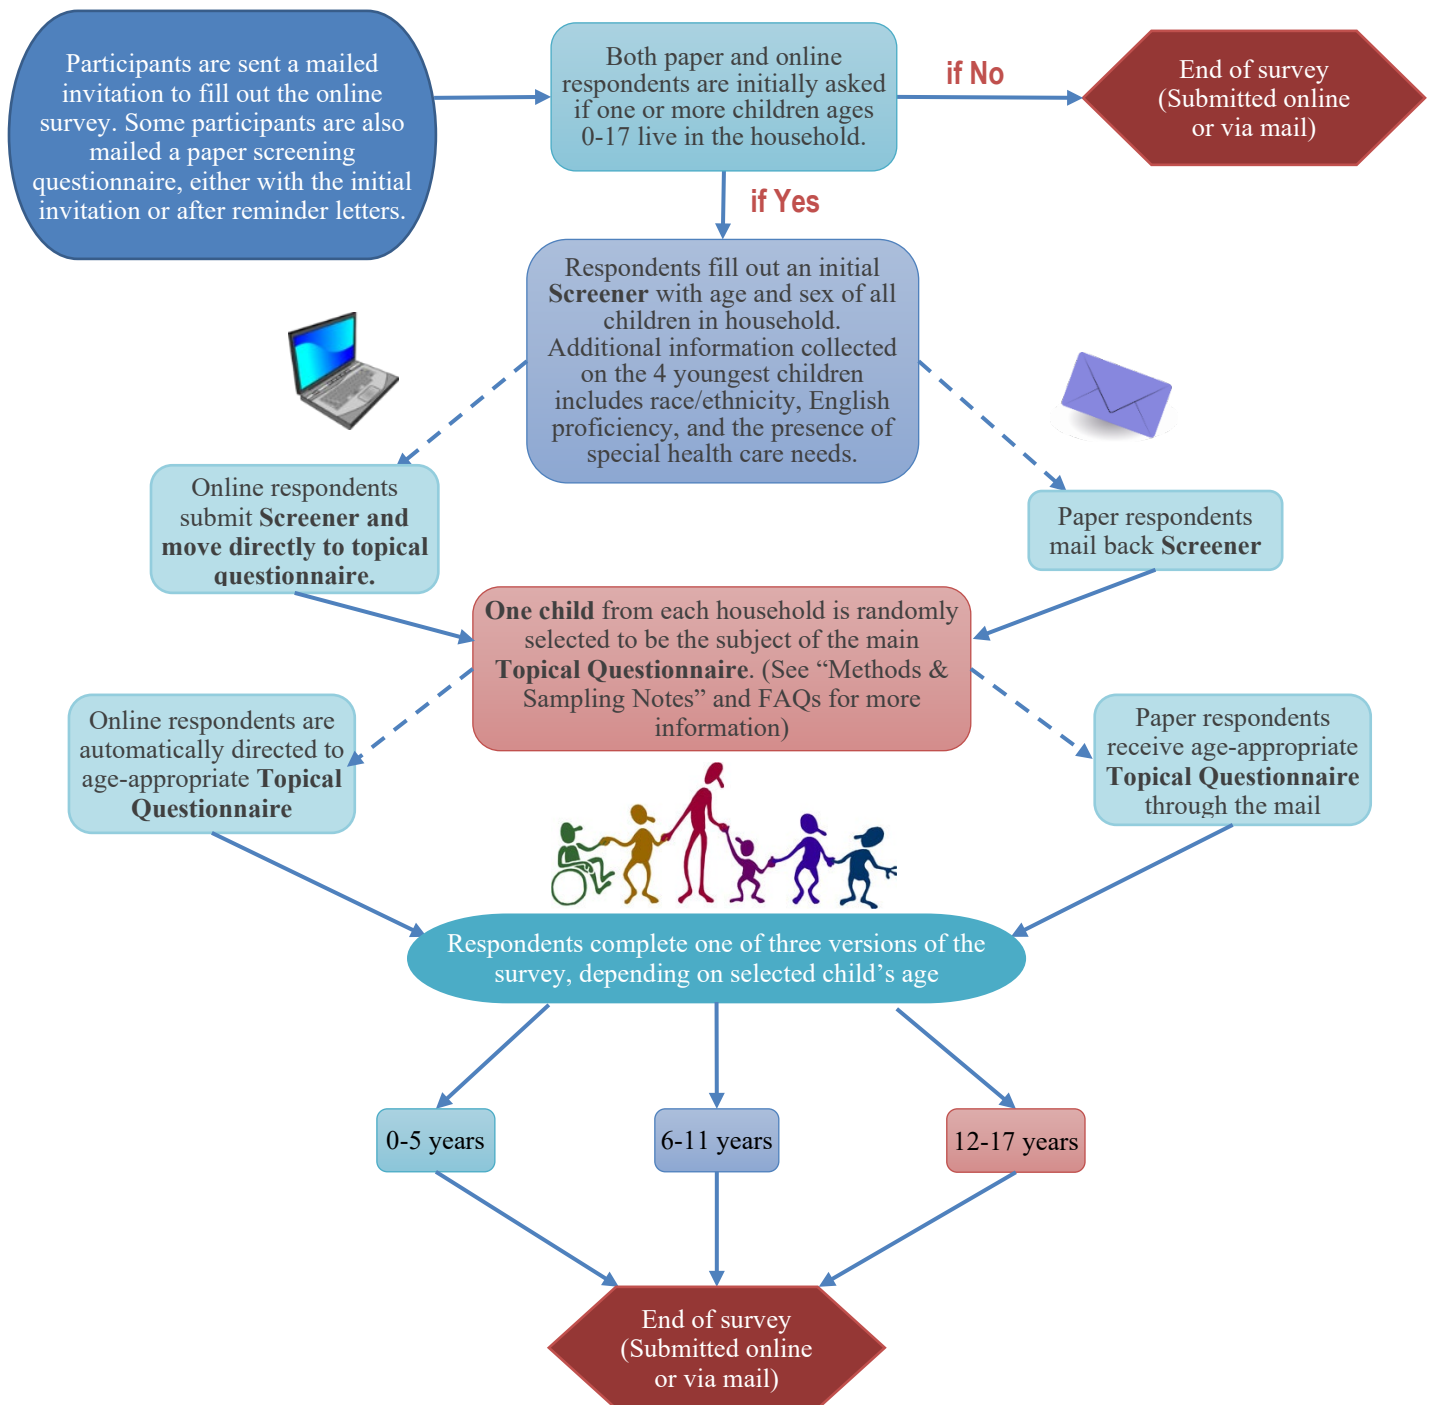 Participants are sent a mailed
invitation to fill out the online
survey. Some participants are also
mailed a paper screening
questionnaire, either with the initial
invitation or after reminder letters.
Both paper and online
respondents are initially asked
if one or more children ages
0-17 live in the household.
if No
End of survey
(Submitted online
or via mail)
if Yes
Respondents fill out an initial
Screener with age and sex of all
children in household.
Additional information collected
on the 4 youngest children
includes race/ethnicity, English
proficiency, and the presence of
special health care needs.
Online respondents
submit Screener and
move directly to topical
questionnaire.
Paper respondents
mail back Screener
One child from each household is randomly
selected to be the subject of the main
Topical Questionnaire. (See “Methods &
Sampling Notes” and FAQs for more
information)
Online respondents are
automatically directed to
age-appropriate Topical
Questionnaire
Paper respondents
receive age-appropriate
Topical Questionnaire
through the mail
Respondents complete one of three versions of the
survey, depending on selected child’s age
0-5 years
6-11 years
12-17 years
End of survey
(Submitted online
or via mail)